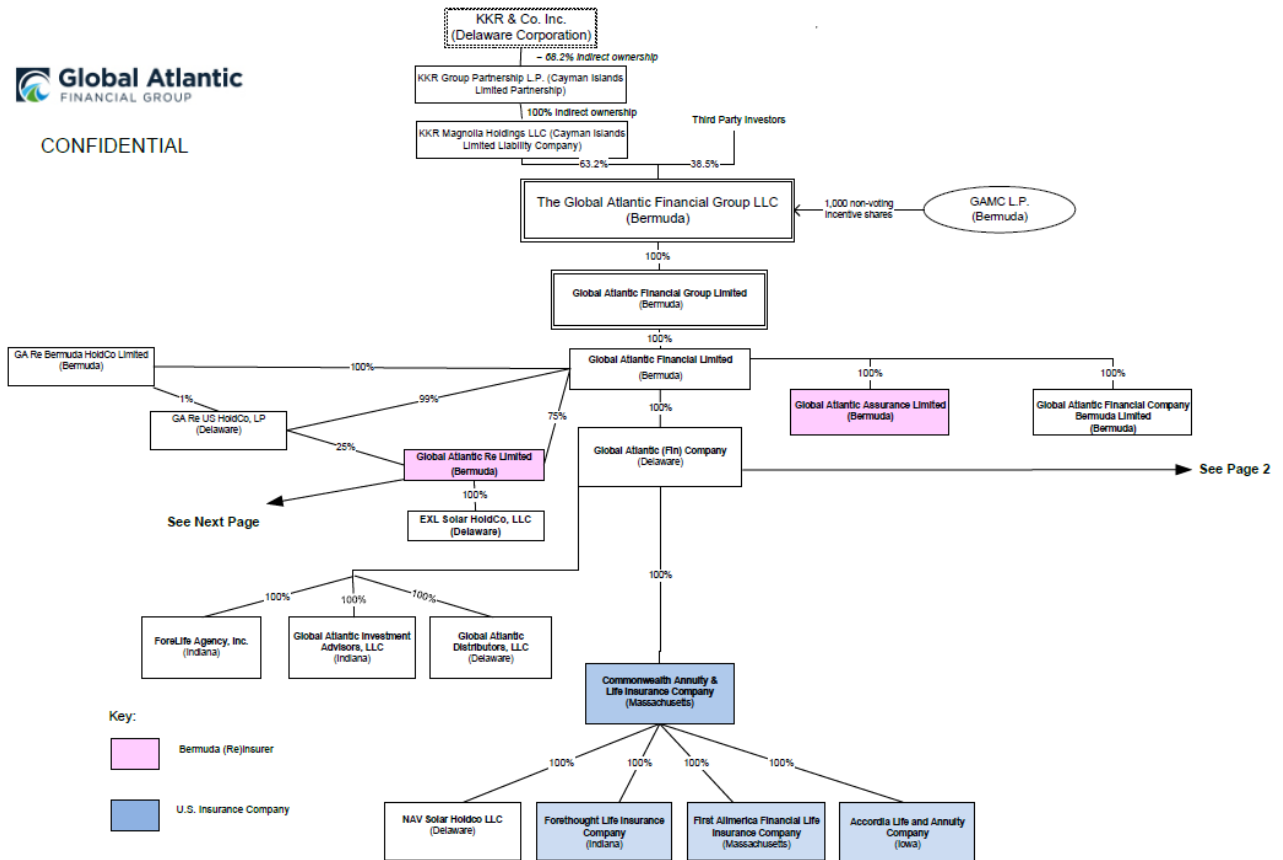 KKR & Co. Inc.
(Delaware Corporation)
~ 68.2% Indirect ownership
Global Atlantic
FINANCIAL GROUP
KKR Group Partnership L.P. (Cayman Islands
Limited Partnership)
100% Indirect ownership
CONFIDENTIAL
KKR Magnolia Holdings LLC (Cayman Islands
Limited Liability Company)
Third Party Investors
63.2%
38.5%
The Global Atlantic Financial Group LLC
(Bermuda)
1,000 non-voting
incentive shares
GAMC L.P.
(Bermuda)
100%
Global Atlantic Financial Group Limited
(Bermuda)
100%
GA Re Bermuda HoldCo Limited
(Bermuda)
100%
Global Atlantic Financial Limited
(Bermuda)
1%
99%
75%
100%
100%
100%
GA Re US HoldCo, LP
(Delaware)
25%
Global Atlantic Assurance Limited
(Bermuda)
Global Atlantic Financial Company
Bermuda Limited
(Bermuda)
Global Atlantic Re Limited
(Bermuda)
Global Atlantic (Fin) Company
(Delaware)
See Page 2
100%
See Next Page
EXL Solar HoldCo, LLC
(Delaware)
100%
100%
100%
100%
ForeLife Agency, Inc.
(Indiana)
Global Atlantic Investment
Advisors, LLC
(Indiana)
Global Atlantic
Distributors, LLC
(Delaware)
Commonwealth Annuity &
Life Insurance Company
(Massachusetts)
Key:
Bermuda (Re)Insurer
U.S. Insurance Company
100%
100%
100%
100%
NAV Solar Holdco LLC
(Delaware)
Forethought Life Insurance
Company
(Indiana)
First Allmerica Financial Life
Insurance Company
(Massachusetts)
Accordia Life and Annuity
Company
(Iowa)